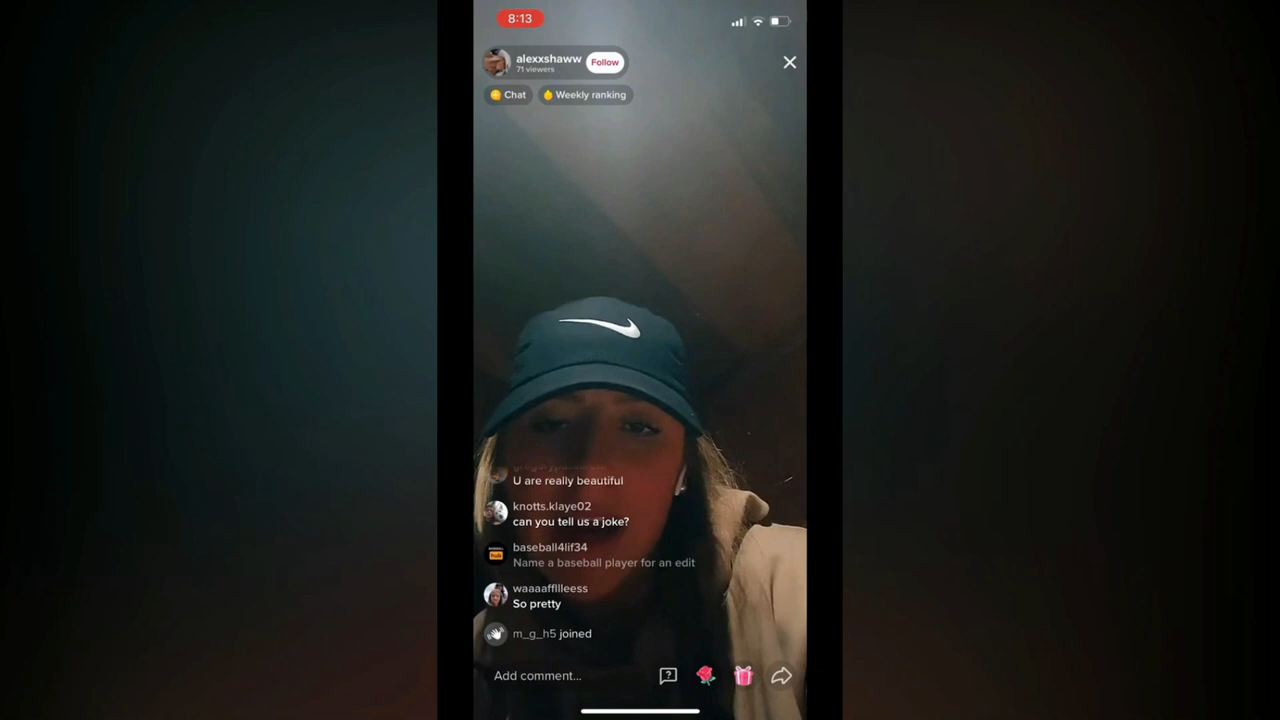 8:13
alexxshaww
71 viewers
Follow
Chat
Weekly ranking
U are really beautiful
knotts.klaye02
can you tell us a joke?
baseball4lif34
Name a baseball player for an edit
waaaaffllleess
So pretty
m_g_h5 joined
Add comment...